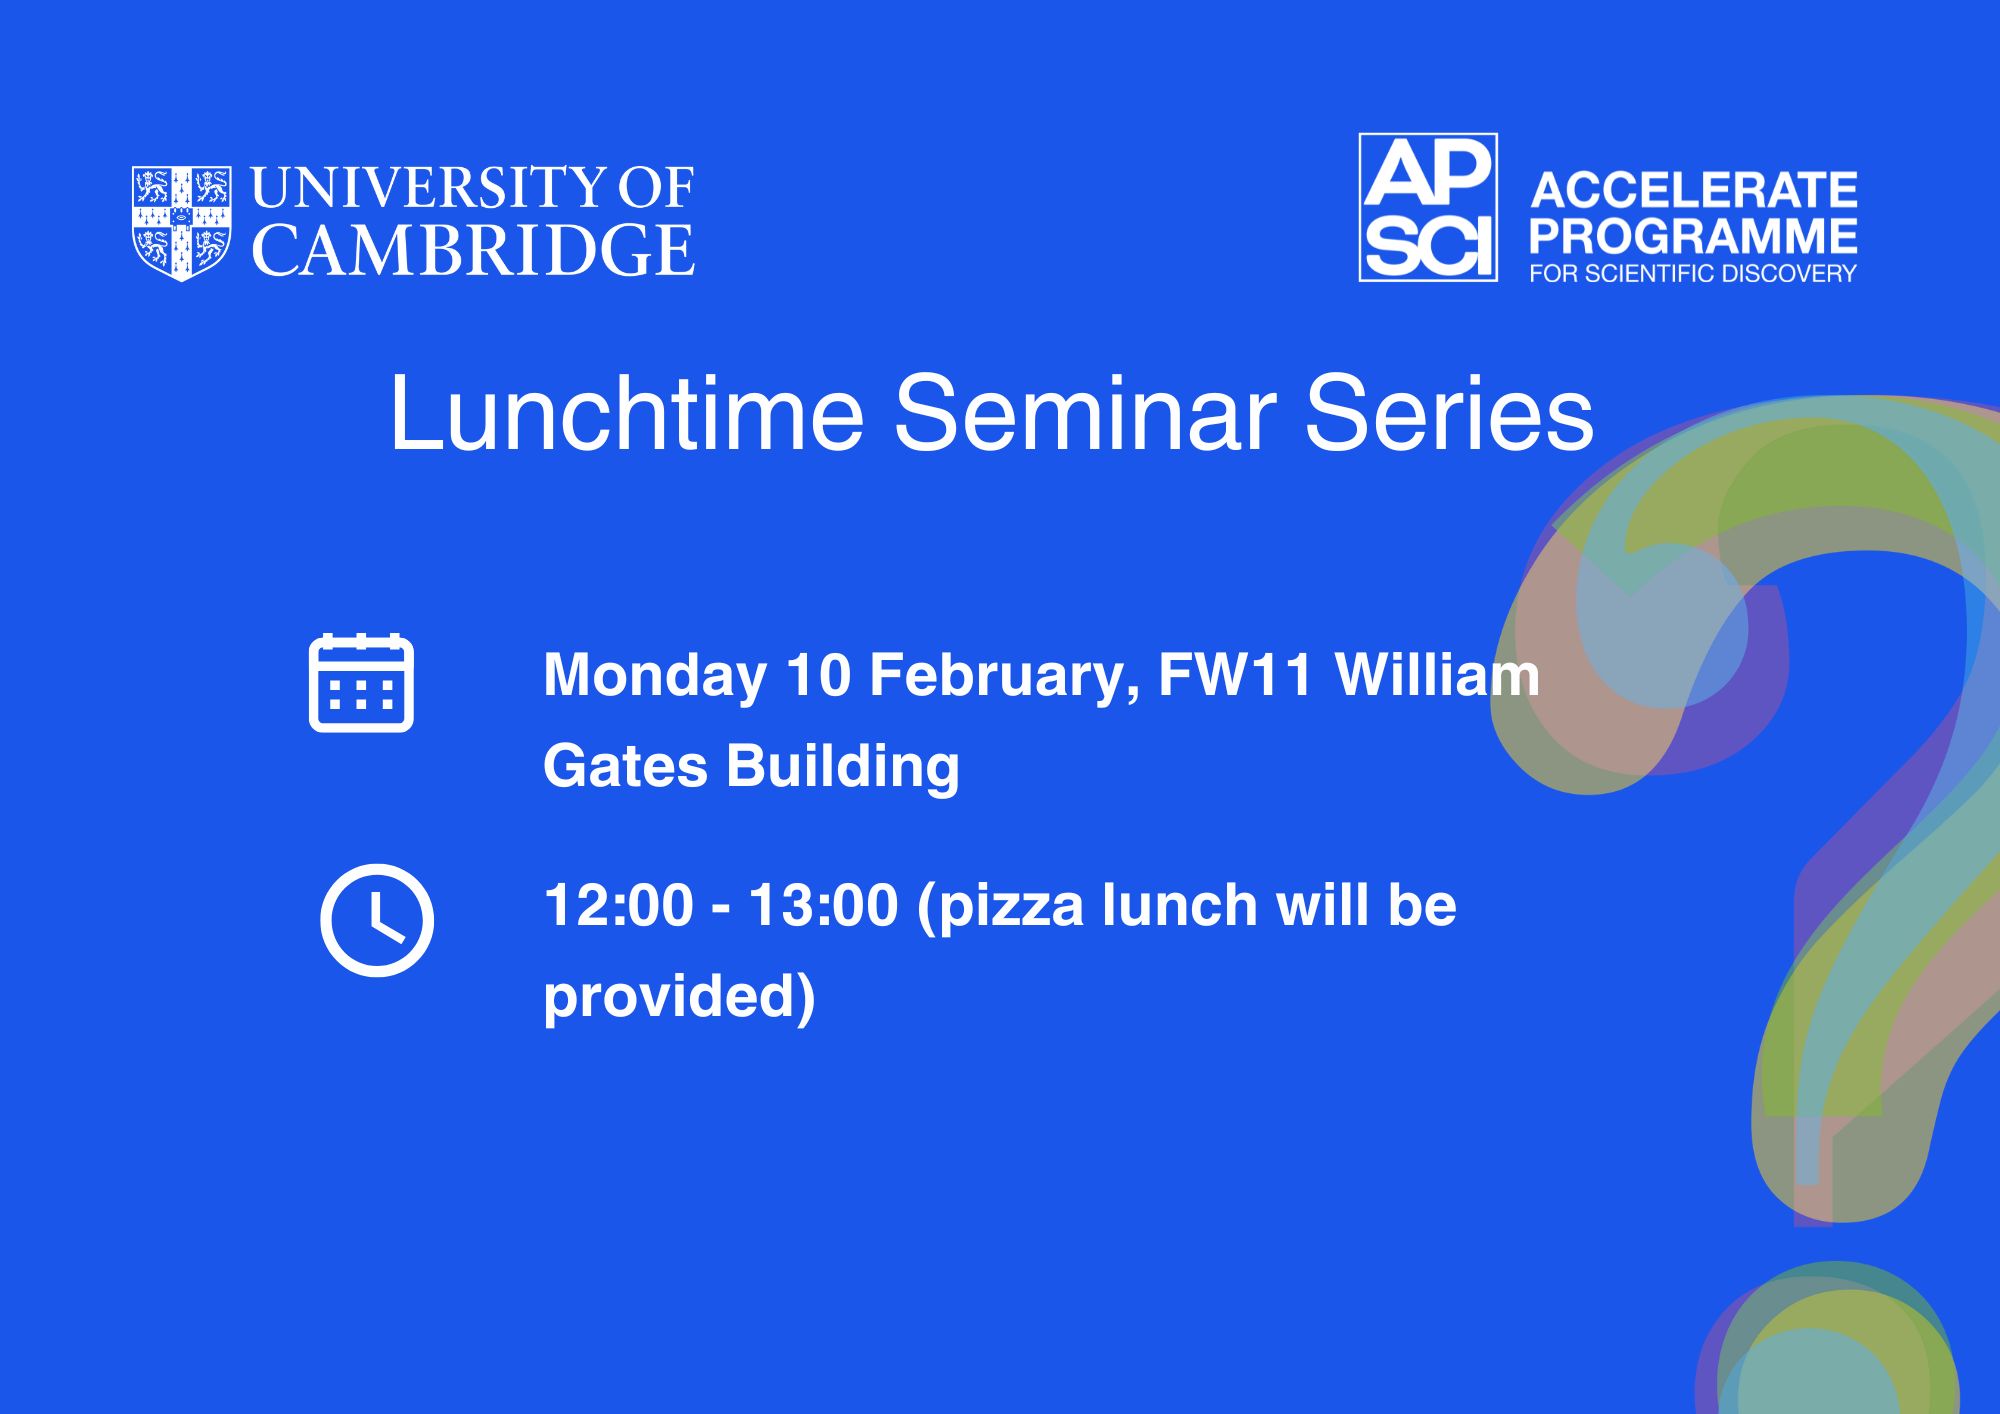 UNIVERSITY OF
CAMBRIDGE
AP
SCI
ACCELERATE
PROGRAMME
FOR SCIENTIFIC DISCOVERY
Lunchtime Seminar Series
Monday 10 February, FW11 William
Gates Building
12:00 - 13:00 (pizza lunch will be
provided)